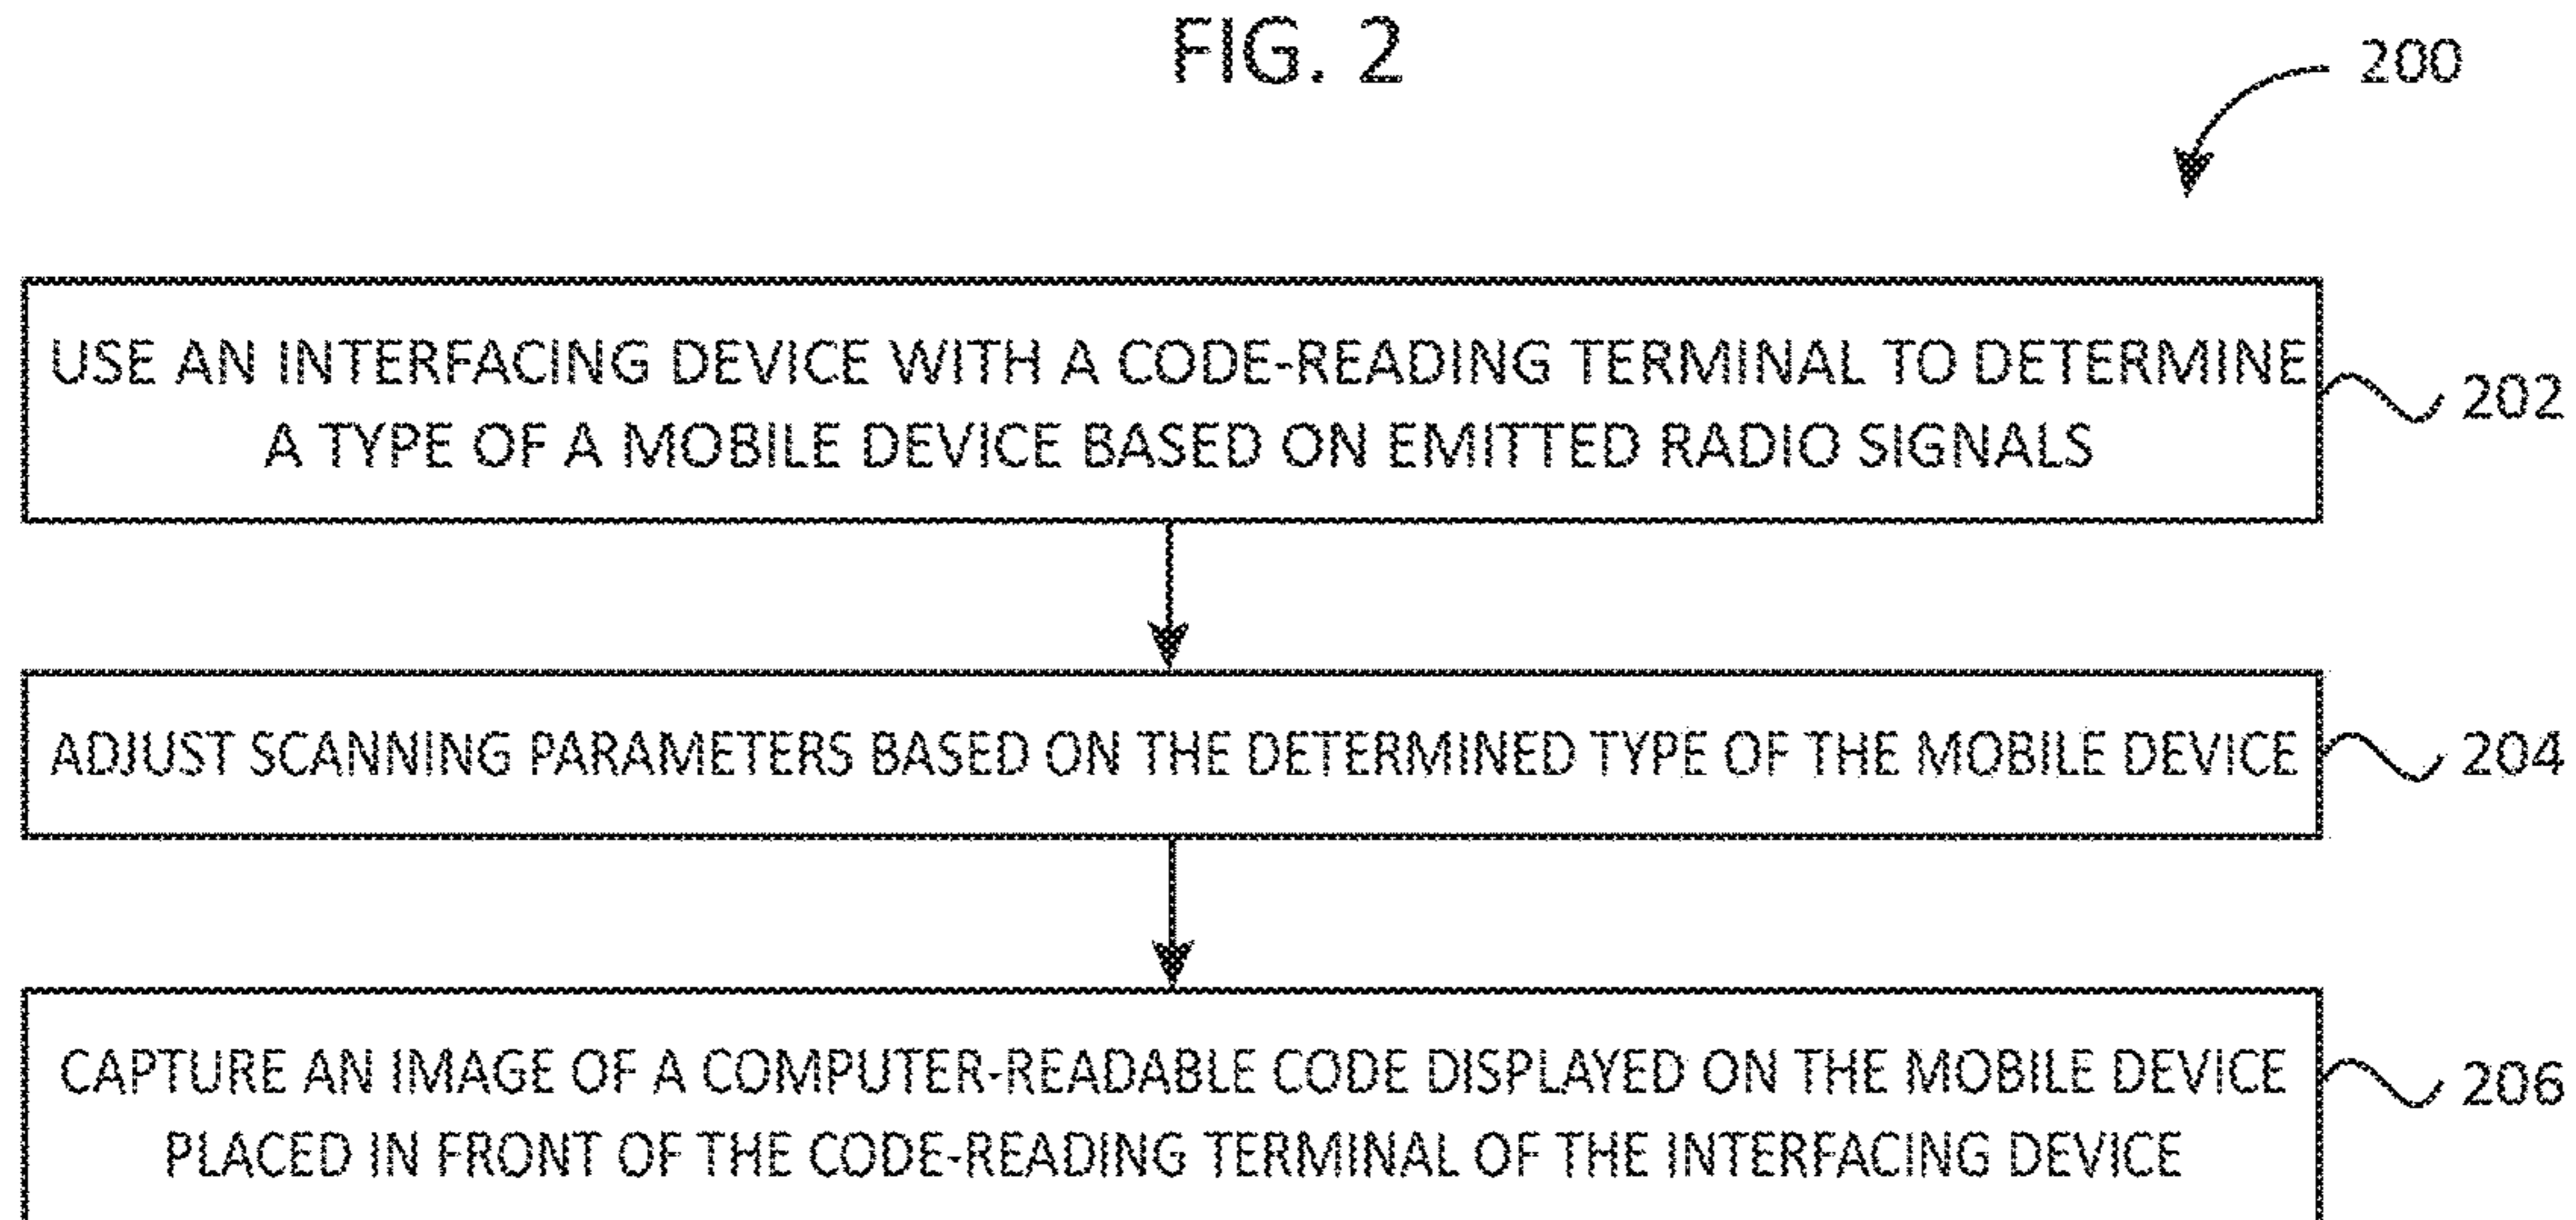 FIG. 2
200
USE AN INTERFACING DEVICE WITH A CODE-READING TERMINAL TO DETERMINE
A TYPE OF A MOBILE DEVICE BASED ON EMITTED RADIO SIGNALS
202
ADJUST SCANNING PARAMETERS BASED ON THE DETERMINED TYPE OF THE MOBILE DEVICE
204
CAPTURE AN IMAGE OF A COMPUTER-READABLE CODE DISPLAYED ON THE MOBILE DEVICE
PLACED IN FRONT OF THE CODE-READING TERMINAL OF THE INTERFACING DEVICE
206